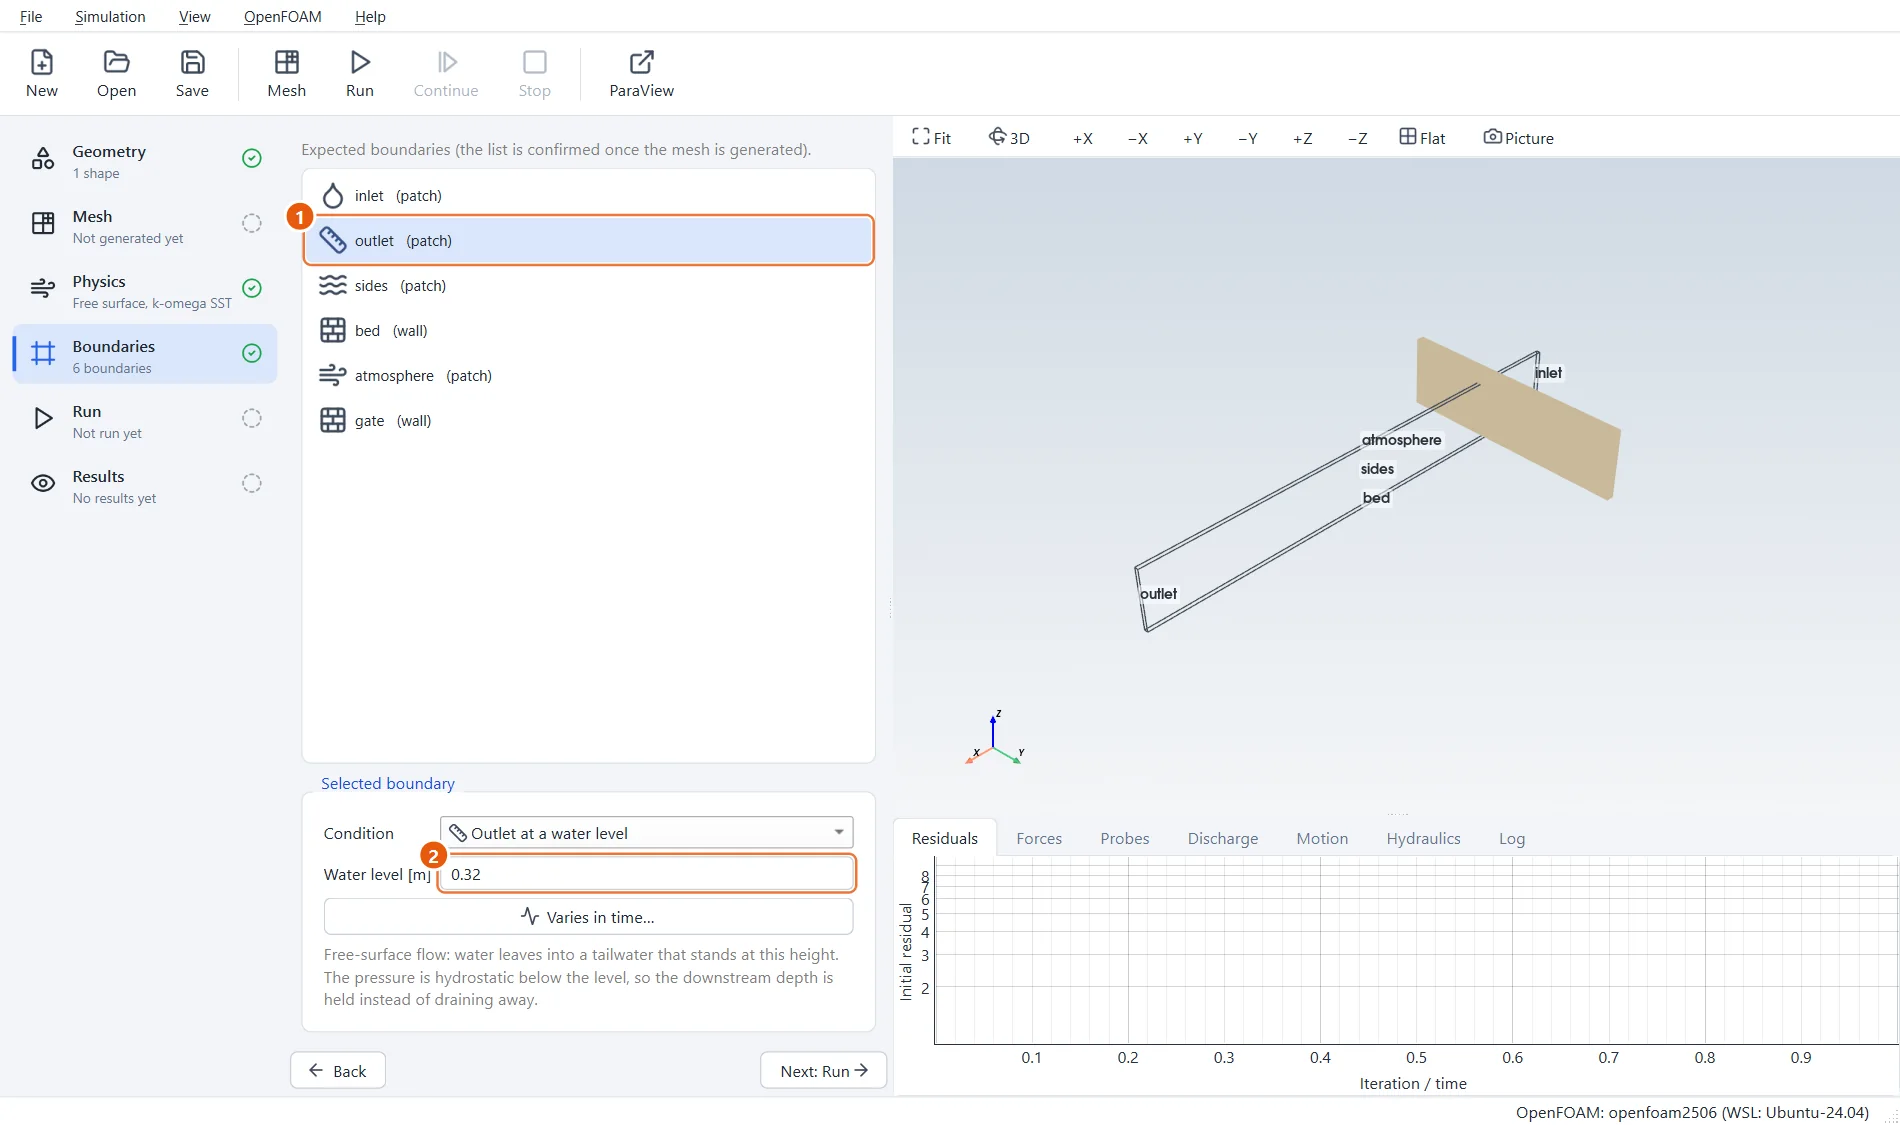 File Simulation View OpenFOAM Help
New Open Save Mesh Run Continue Stop ParaView
Geometry
1 shape
Mesh
Not generated yet
Physics
Free surface, k-omega SST
Boundaries
6 boundaries
Run
Not run yet
Results
No results yet
Expected boundaries (the list is confirmed once the mesh is generated).
inlet (patch)
1
outlet (patch)
sides (patch)
bed (wall)
atmosphere (patch)
gate (wall)
Selected boundary
Condition Outlet at a water level
2
Water level [m] 0.32
Varies in time...
Free-surface flow: water leaves into a tailwater that stands at this height.
The pressure is hydrostatic below the level, so the downstream depth is
held instead of draining away.
Back Next: Run
Fit 3D +X −X +Y −Y +Z −Z Flat Picture
inlet
atmosphere
sides
bed
outlet
Z
X Y
Residuals Forces Probes Discharge Motion Hydraulics Log
8
7
6
5
4
3
2
Initial residual
0.1 0.2 0.3 0.4 0.5 0.6 0.7 0.8 0.9
Iteration / time
OpenFOAM: openfoam2506 (WSL: Ubuntu-24.04)